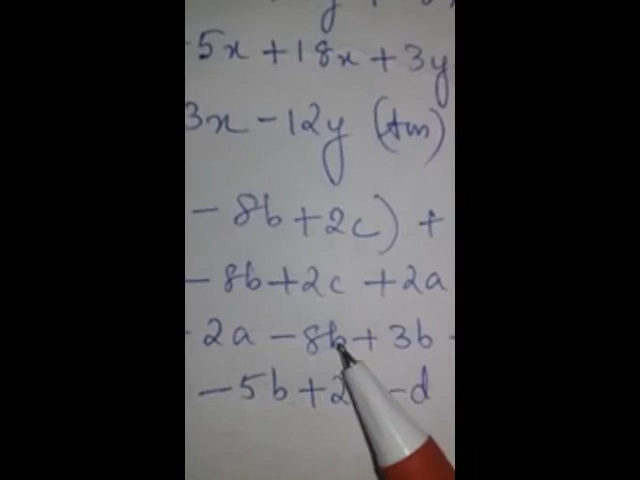 -5x + 18x + 3y
3x - 12y (Ans)
- 8b + 2c) +
- 8b + 2c + 2a
2a - 8b + 3b -
- 5b + 2 - d